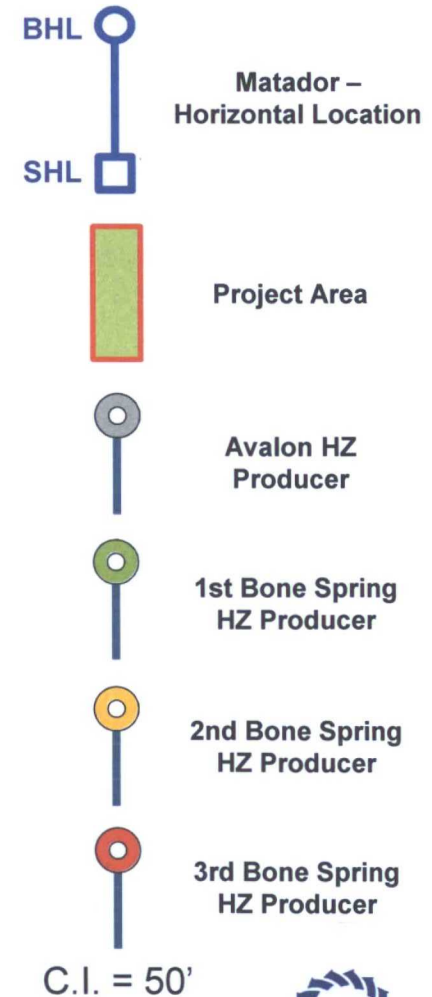 BHL
Matador –
Horizontal Location
SHL
Project Area
Avalon HZ
Producer
1st Bone Spring
HZ Producer
2nd Bone Spring
HZ Producer
3rd Bone Spring
HZ Producer
C.I. = 50'